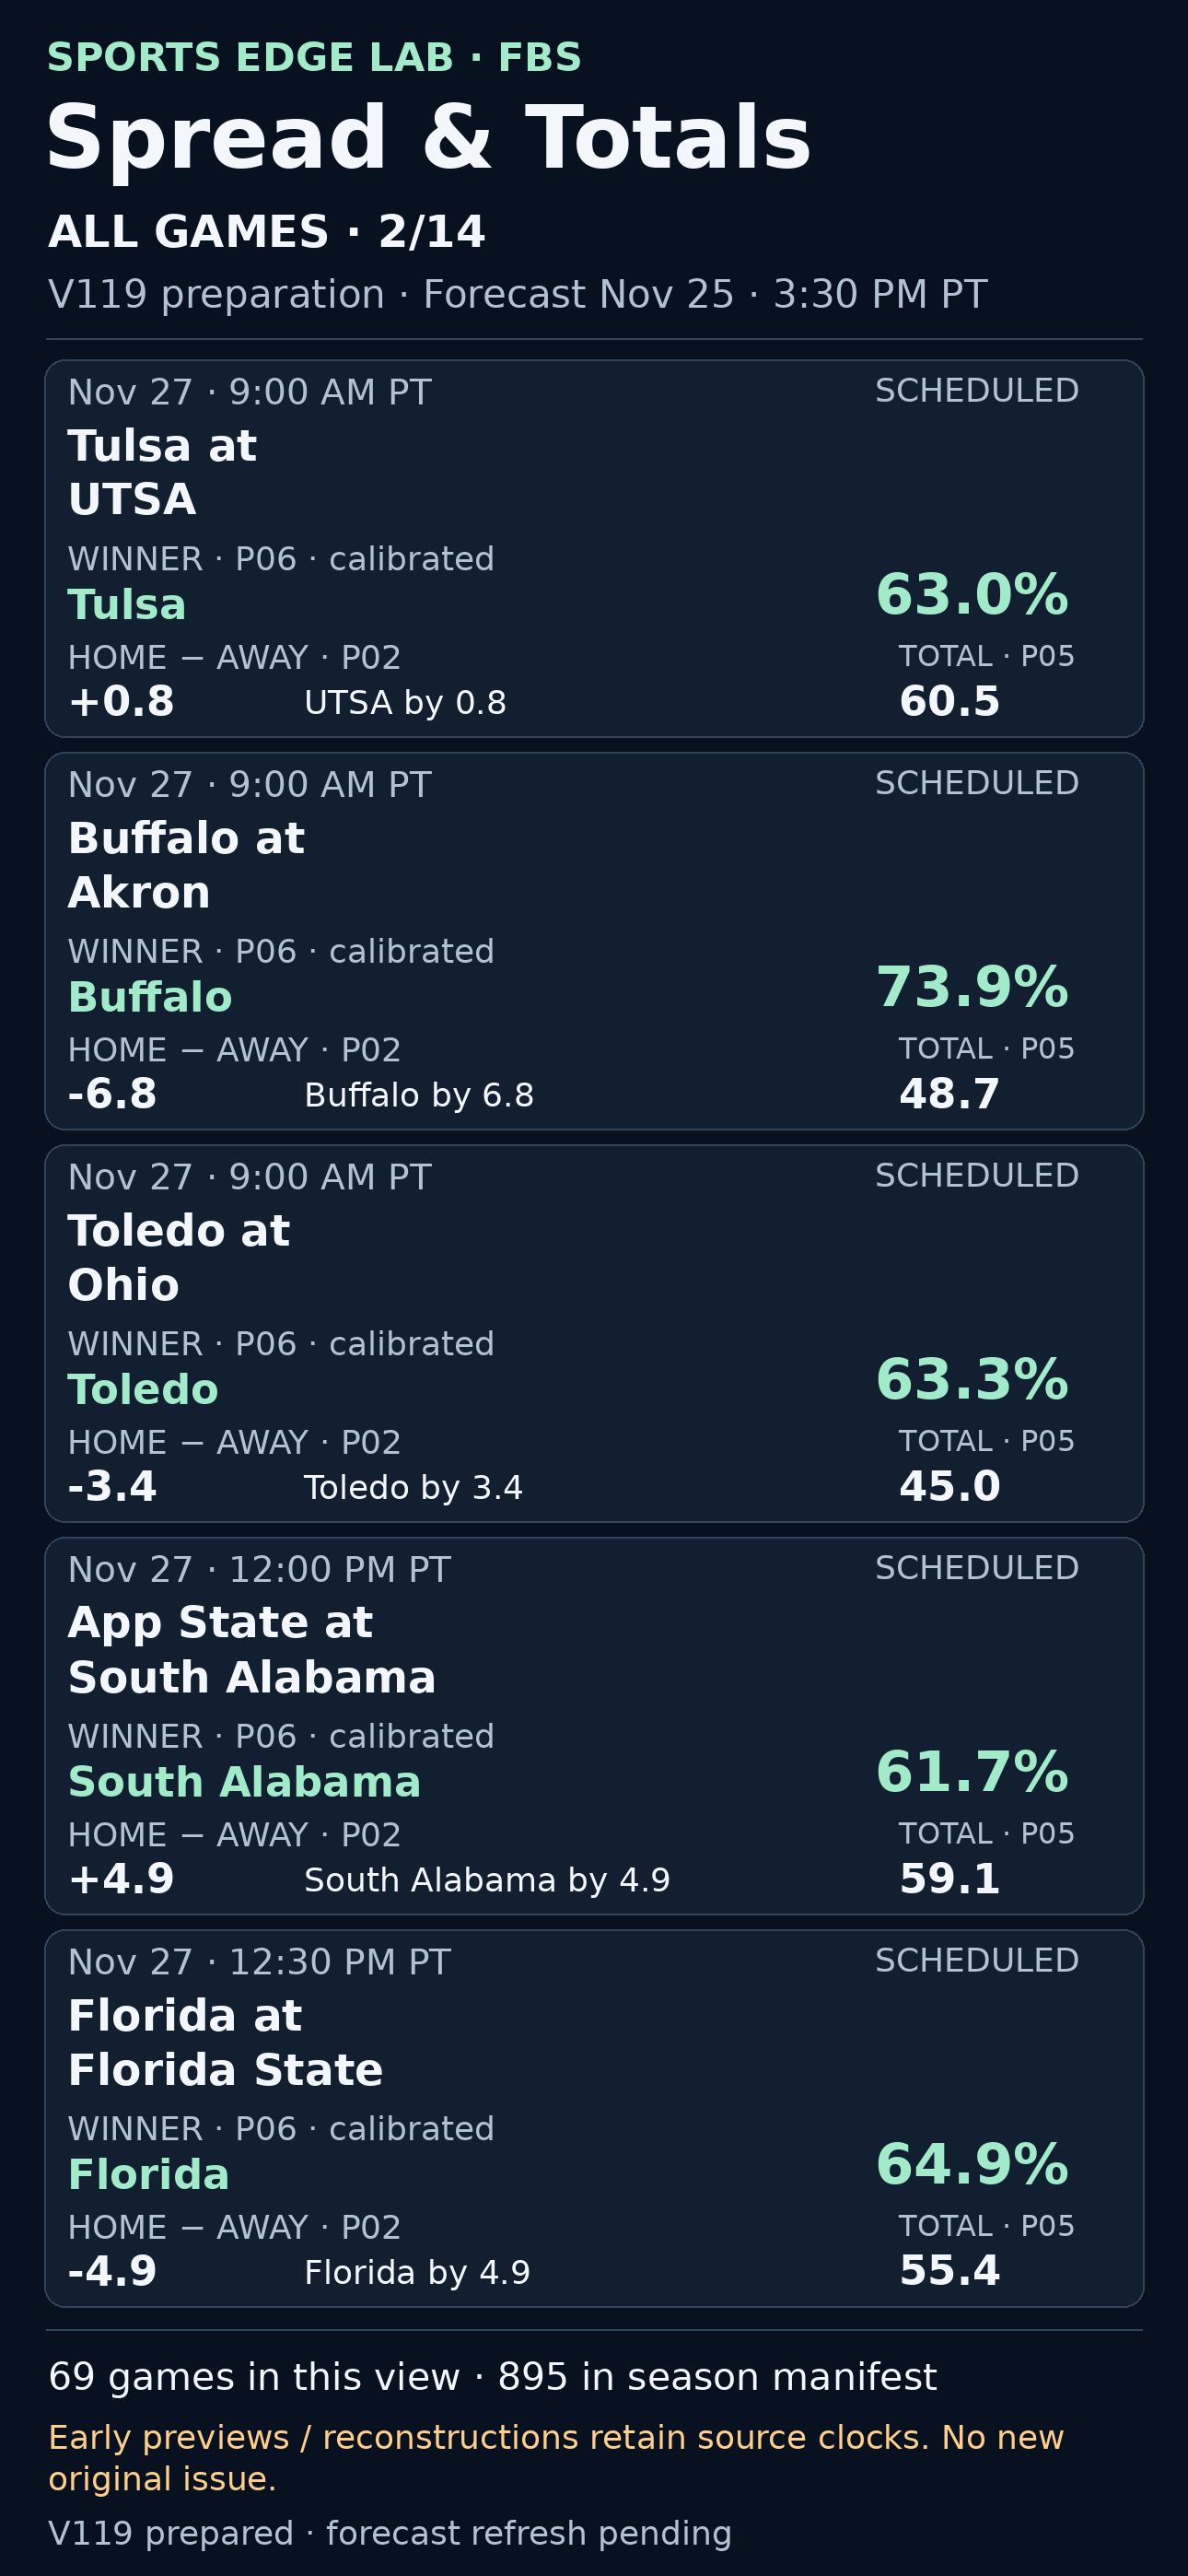 SPORTS EDGE LAB · FBS
Spread & Totals
ALL GAMES · 2/14
V119 preparation · Forecast Nov 25 · 3:30 PM PT
Nov 27 · 9:00 AM PT SCHEDULED
Tulsa at
UTSA
WINNER · P06 · calibrated
Tulsa 63.0%
HOME − AWAY · P02 TOTAL · P05
+0.8 UTSA by 0.8 60.5
Nov 27 · 9:00 AM PT SCHEDULED
Buffalo at
Akron
WINNER · P06 · calibrated
Buffalo 73.9%
HOME − AWAY · P02 TOTAL · P05
-6.8 Buffalo by 6.8 48.7
Nov 27 · 9:00 AM PT SCHEDULED
Toledo at
Ohio
WINNER · P06 · calibrated
Toledo 63.3%
HOME − AWAY · P02 TOTAL · P05
-3.4 Toledo by 3.4 45.0
Nov 27 · 12:00 PM PT SCHEDULED
App State at
South Alabama
WINNER · P06 · calibrated
South Alabama 61.7%
HOME − AWAY · P02 TOTAL · P05
+4.9 South Alabama by 4.9 59.1
Nov 27 · 12:30 PM PT SCHEDULED
Florida at
Florida State
WINNER · P06 · calibrated
Florida 64.9%
HOME − AWAY · P02 TOTAL · P05
-4.9 Florida by 4.9 55.4
69 games in this view · 895 in season manifest
Early previews / reconstructions retain source clocks. No new
original issue.
V119 prepared · forecast refresh pending